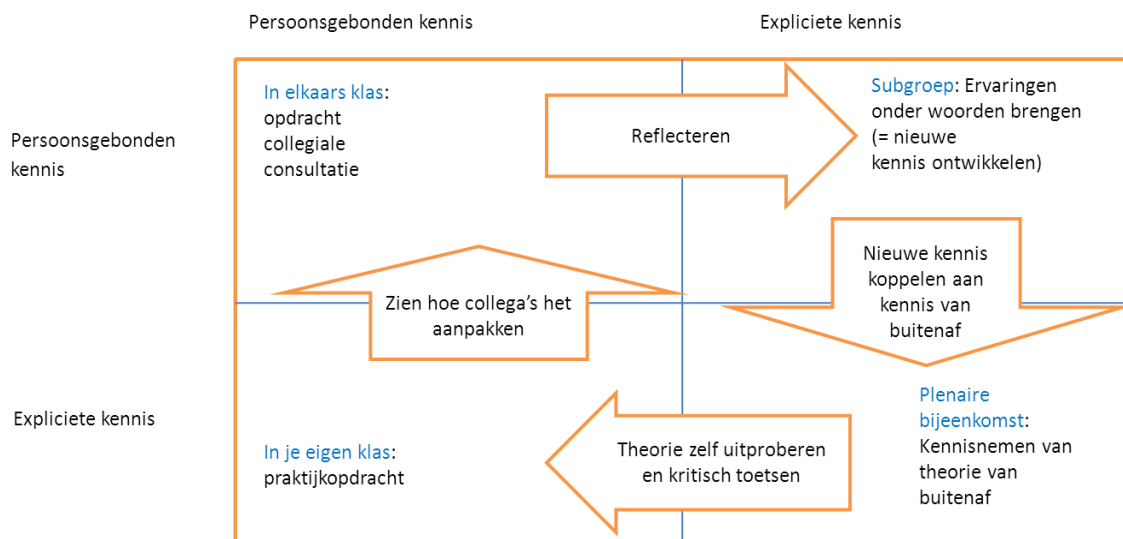 Persoonsgebonden kennis
Expliciete kennis
Persoonsgebonden
kennis
In elkaars klas:
opdracht
collegiale
consultatie
Reflecteren
Subgroep: Ervaringen
onder woorden brengen
(= nieuwe
kennis ontwikkelen)
Zien hoe collega's het
aanpakken
Nieuwe kennis
koppelen aan
kennis van
buitenaf
Expliciete kennis
In je eigen klas:
praktijkopdracht
Theorie zelf uitproberen
en kritisch toetsen
Plenaire
bijeenkomst:
Kennisnemen van
theorie van
buitenaf